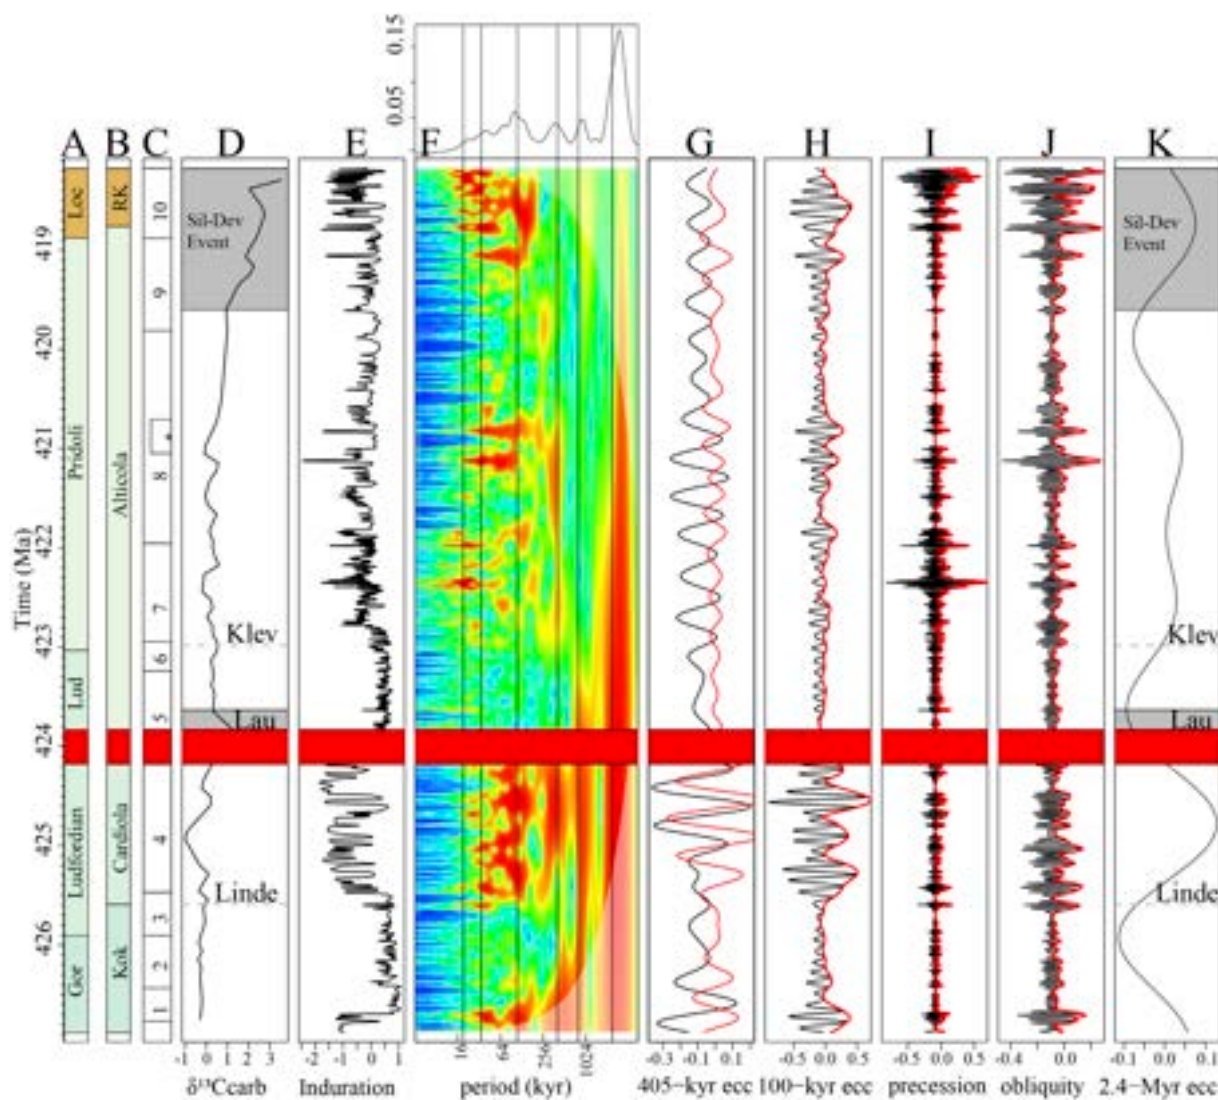 0.15
0.05
A B C D E F G H I J K
Loc
RK
10
Sil-Dev
Event
Sil-Dev
Event
419
9
420
Pridoli
Alticola
421
8
422
Time (Ma)
7
Klev
Klev
423
6
Lud
5
Lau
Lau
424
Ludfordian
Cardiola
4
425
Linde
Linde
3
426
Gor
Kok
2
1
-1 0 1 2 3
-2 -1 0 1
16 64 256 1024
-0.3 -0.1 0.1
-0.5 0.0 0.5
-0.5 0.0
-0.4 0.0
-0.1 0.0 0.1
δ¹³Ccarb
Induration
period (kyr)
405-kyr ecc
100-kyr ecc
precession
obliquity
2.4-Myr ecc